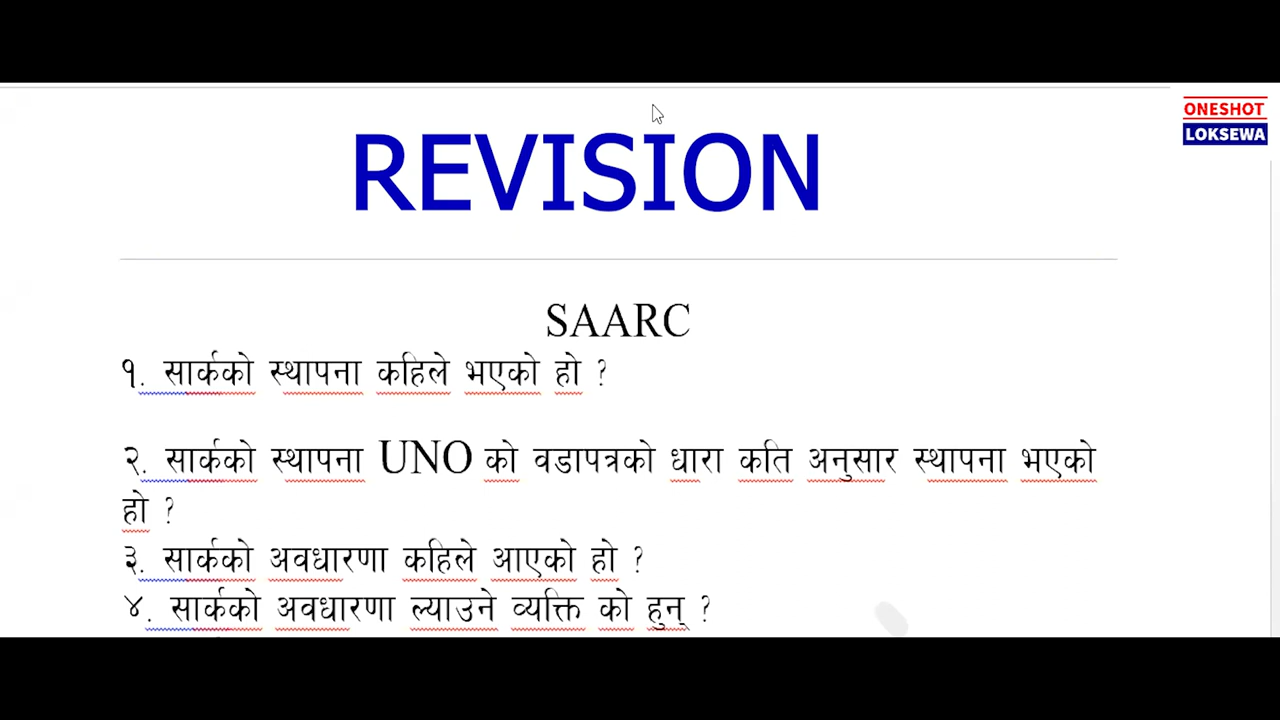 ONESHOT
LOKSEWA
REVISION
SAARC
१. सार्कको स्थापना कहिले भएको हो ?
२. सार्कको स्थापना UNO को वडापत्रको धारा कति अनुसार स्थापना भएको
हो ?
३. सार्कको अवधारणा कहिले आएको हो ?
४. सार्कको अवधारणा ल्याउने व्यक्ति को हुन् ?